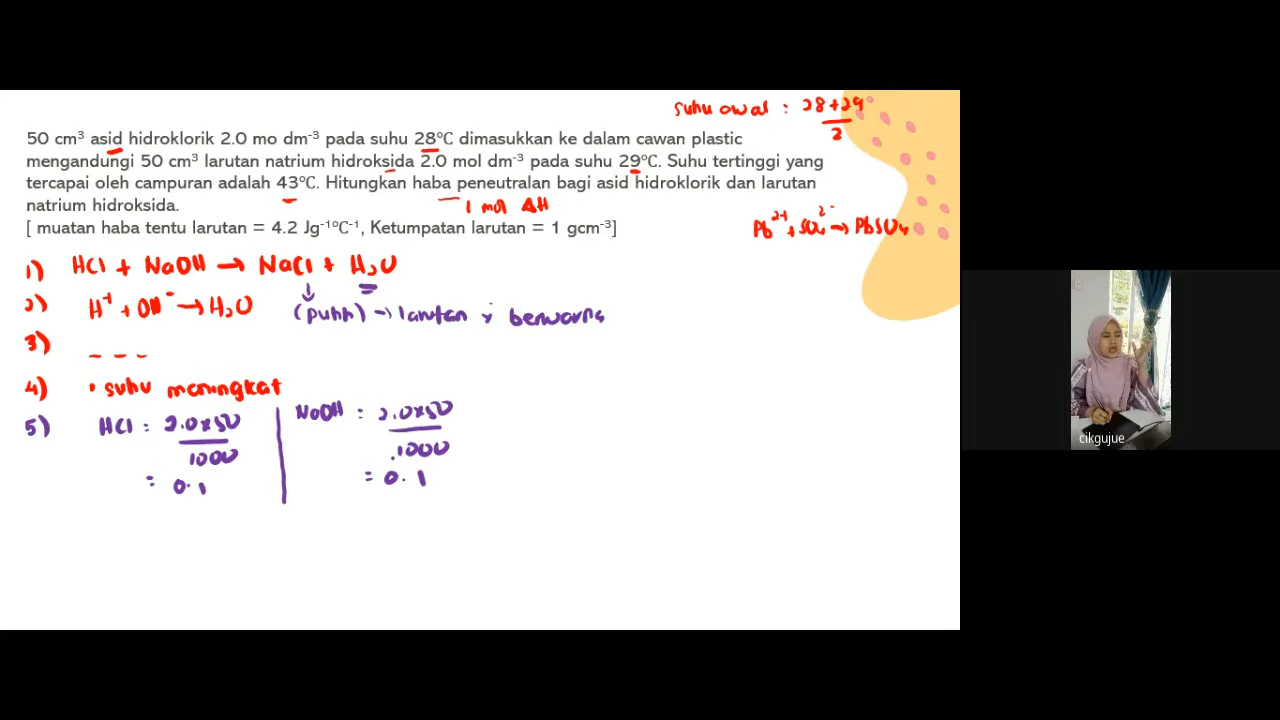 suhu awal : 28+29
2
50 cm³ asid hidroklorik 2.0 mo dm⁻³ pada suhu 28°C dimasukkan ke dalam cawan plastic
mengandungi 50 cm³ larutan natrium hidroksida 2.0 mol dm⁻³ pada suhu 29°C. Suhu tertinggi yang
tercapai oleh campuran adalah 43°C. Hitungkan haba peneutralan bagi asid hidroklorik dan larutan
natrium hidroksida.
1 mol ΔH
[ muatan haba tentu larutan = 4.2 Jg⁻¹°C⁻¹, Ketumpatan larutan = 1 gcm⁻³]
Pb²⁺ + SO₄²⁻ → PbSO₄
1) HCl + NaOH → NaCl + H₂O
2) H⁺ + OH⁻ → H₂O
(putih) → larutan x berwarna
3) _ _ _
4) • suhu meningkat
5) HCl = 2.0x50
1000
= 0.1
NaOH = 2.0x50
1000
= 0.1
cikgujue